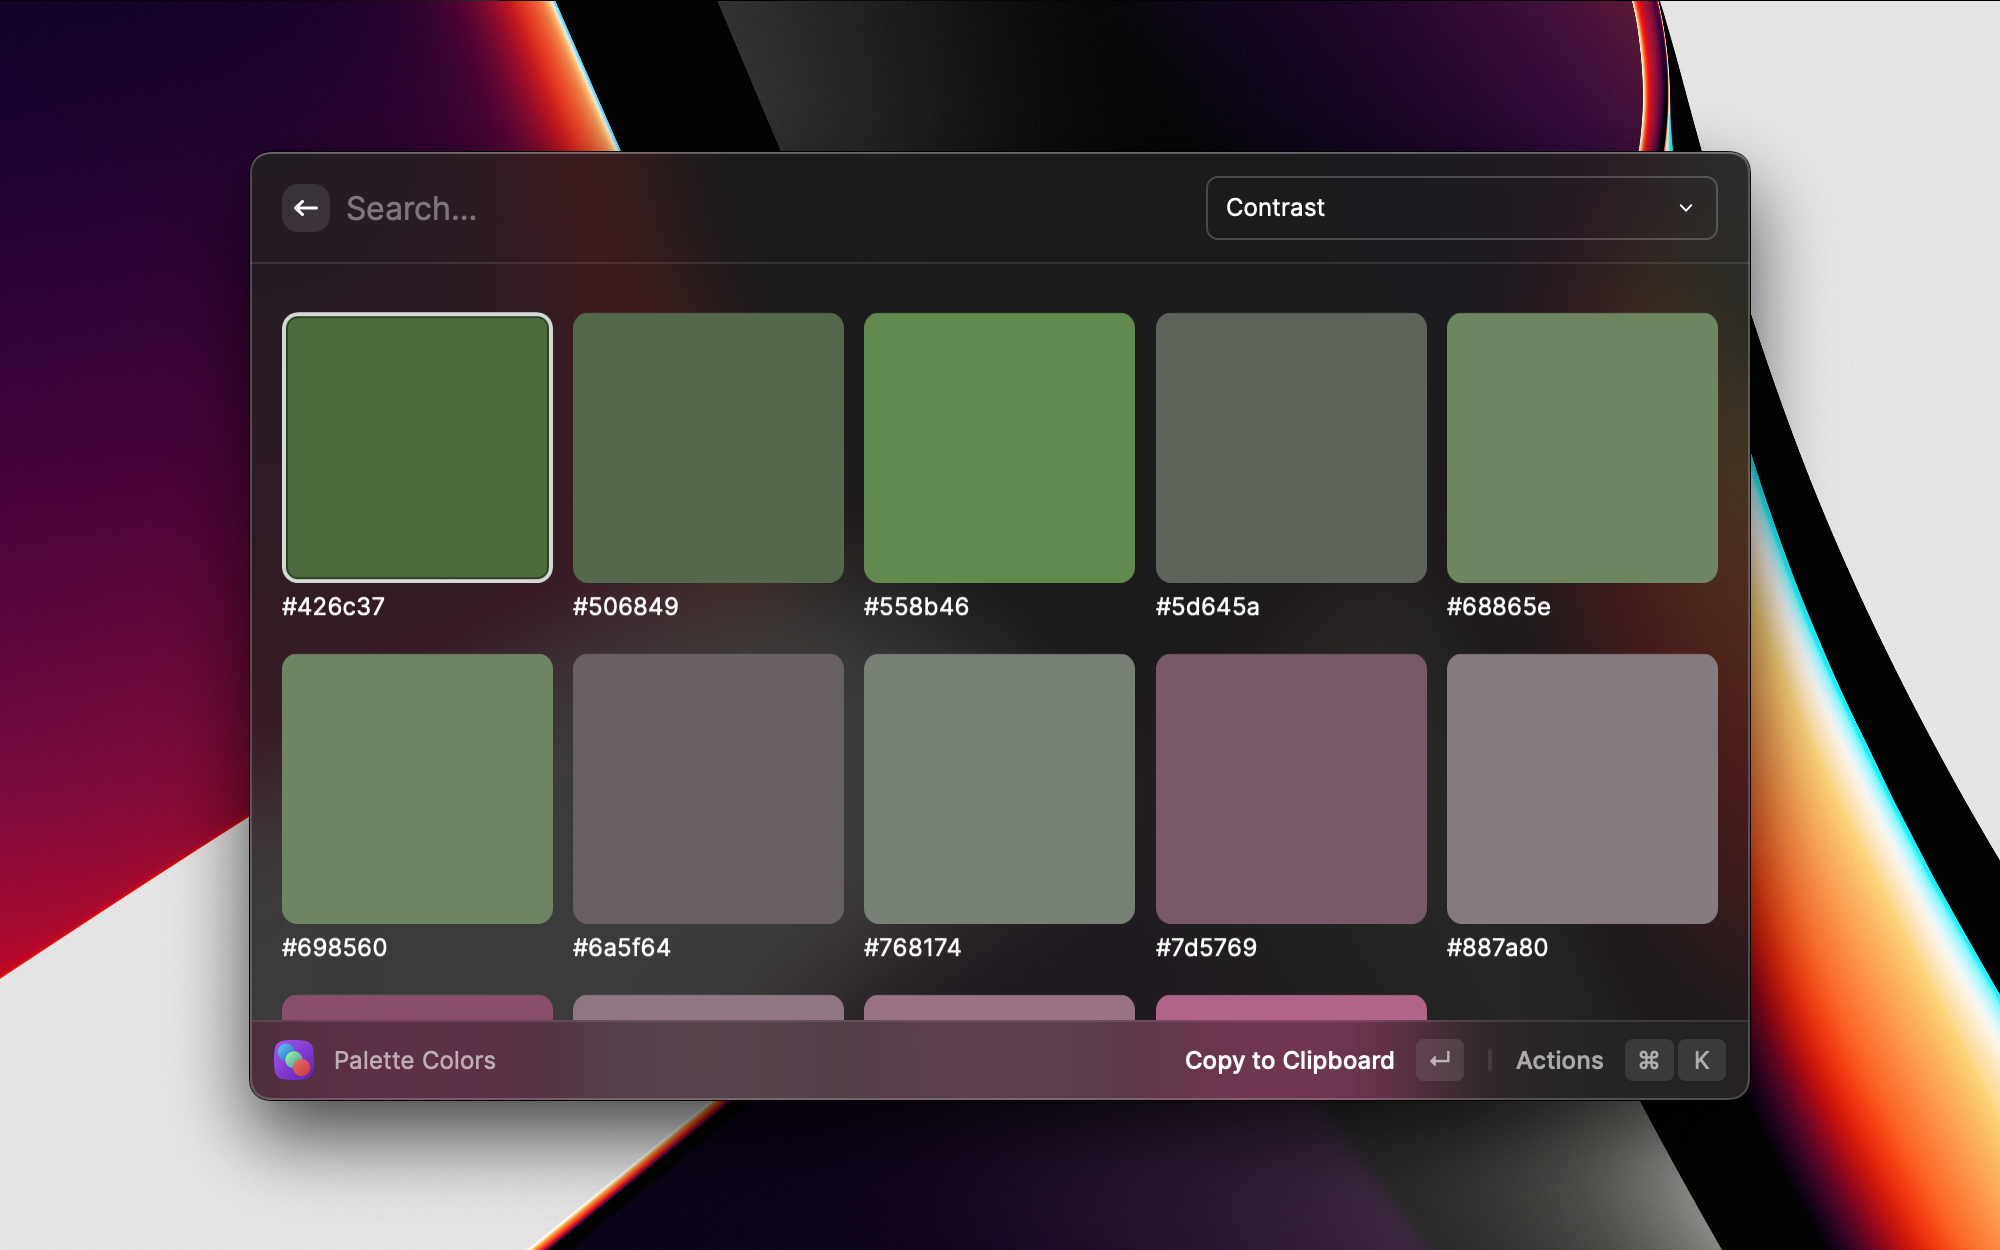 Search...
Contrast
#426c37
#506849
#558b46
#5d645a
#68865e
#698560
#6a5f64
#768174
#7d5769
#887a80
Palette Colors
Copy to Clipboard
Actions
⌘
K